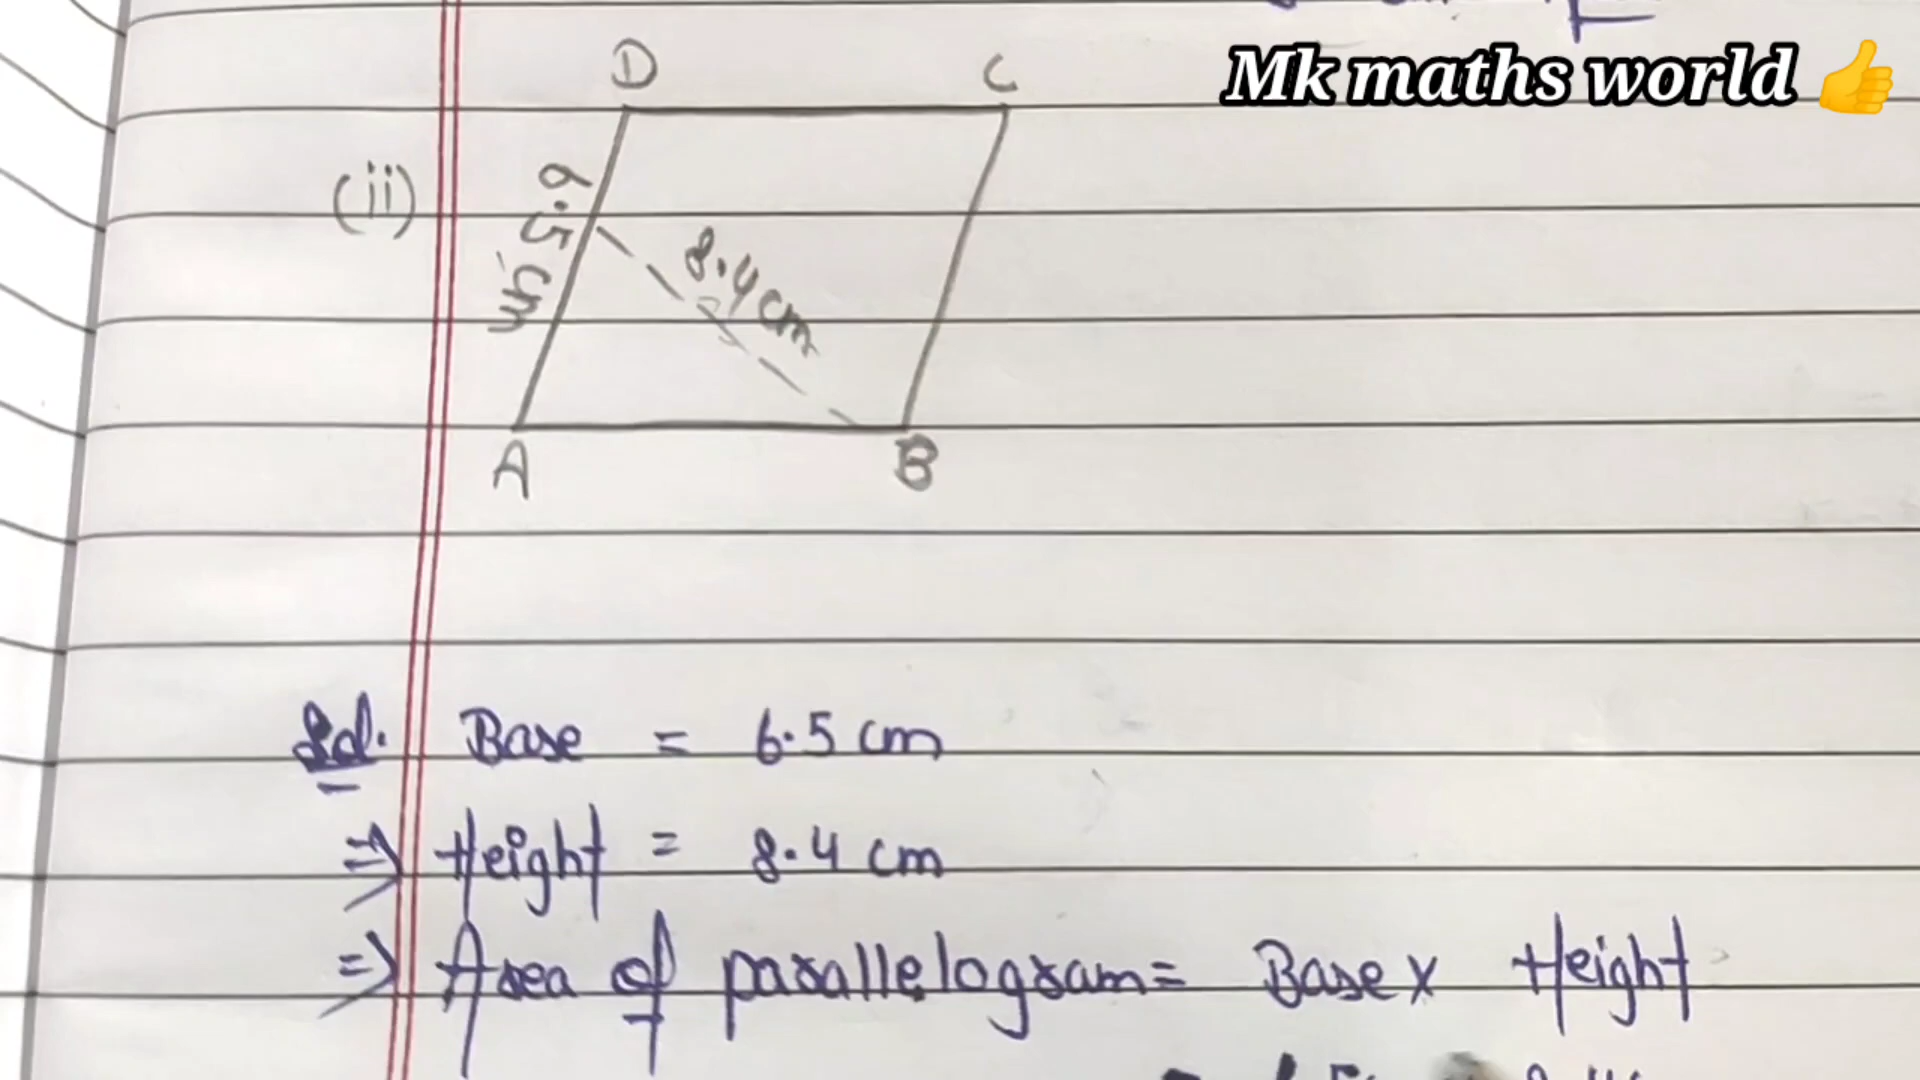 Mk maths world 👍
D C
(ii)
6.5 cm
8.4 cm
A B
Sol. Base = 6.5 cm
=> Height = 8.4 cm
=> Area of parallelogram = Base x Height